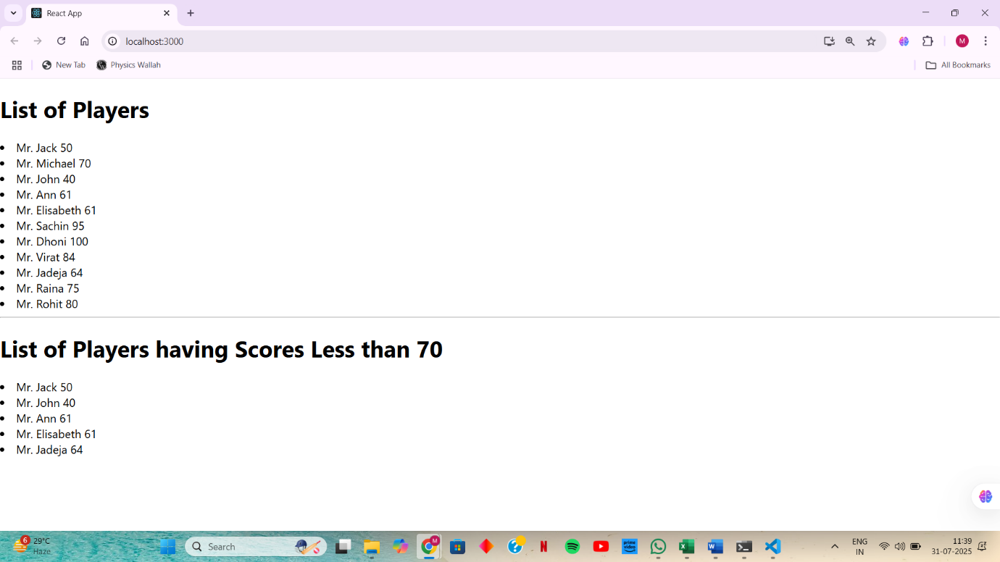 React App
localhost:3000
M
New Tab
Physics Wallah
All Bookmarks
List of Players
Mr. Jack 50
Mr. Michael 70
Mr. John 40
Mr. Ann 61
Mr. Elisabeth 61
Mr. Sachin 95
Mr. Dhoni 100
Mr. Virat 84
Mr. Jadeja 64
Mr. Raina 75
Mr. Rohit 80
List of Players having Scores Less than 70
Mr. Jack 50
Mr. John 40
Mr. Ann 61
Mr. Elisabeth 61
Mr. Jadeja 64
6
29°C
Haze
Search
M
N
prime video
ENG
IN
11:39
31-07-2025